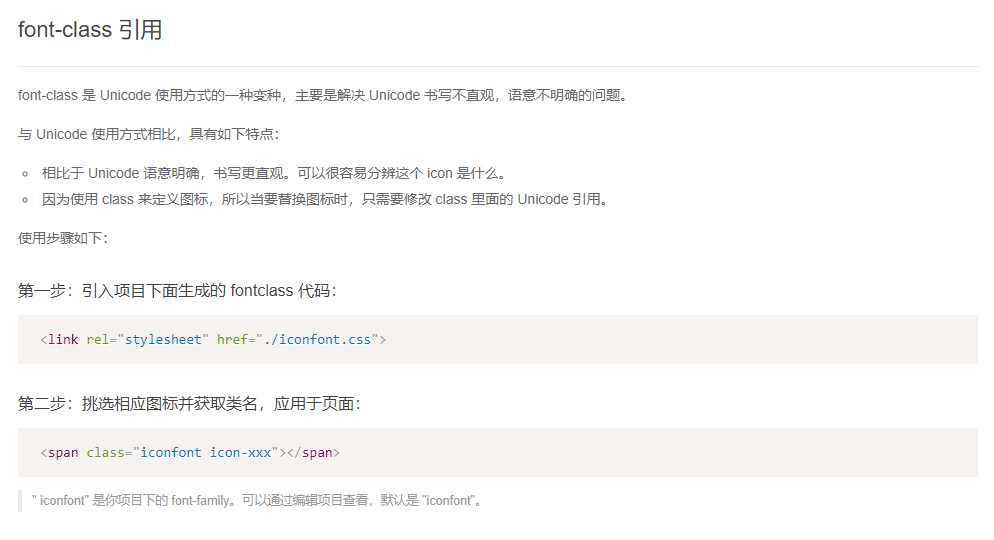 font-class 引用
font-class 是 Unicode 使用方式的一种变种，主要是解决 Unicode 书写不直观，语意不明确的问题。
与 Unicode 使用方式相比，具有如下特点：
相比于 Unicode 语意明确，书写更直观。可以很容易分辨这个 icon 是什么。
因为使用 class 来定义图标，所以当要替换图标时，只需要修改 class 里面的 Unicode 引用。
使用步骤如下：
第一步：引入项目下面生成的 fontclass 代码：
<link rel="stylesheet" href="./iconfont.css">
第二步：挑选相应图标并获取类名，应用于页面：
<span class="iconfont icon-xxx"></span>
" iconfont" 是你项目下的 font-family。可以通过编辑项目查看，默认是 "iconfont"。